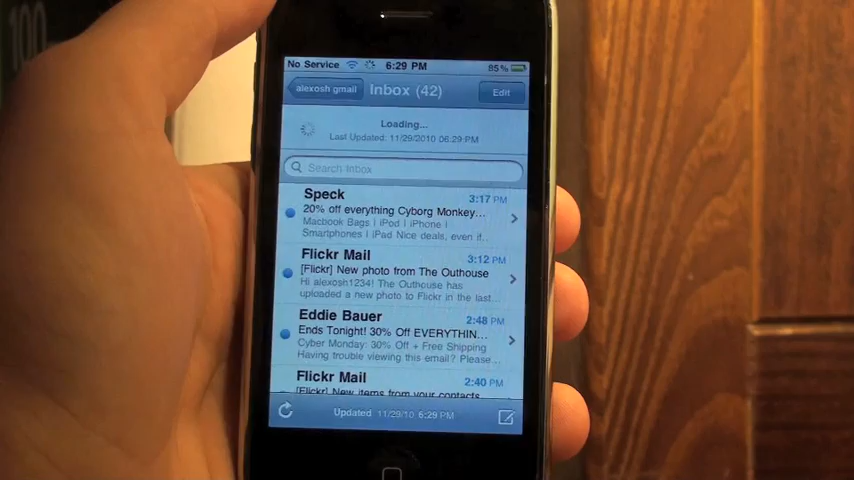 100
No Service 6:29 PM 85%
alexosh gmail Inbox (42) Edit
Loading...
Last Updated: 11/29/2010 06:29 PM
Search Inbox
Speck 3:17 PM
20% off everything Cyborg Monkey...
Macbook Bags | iPod | iPhone |
Smartphones | iPad Nice deals, even if..
Flickr Mail 3:12 PM
[Flickr] New photo from The Outhouse
Hi alexosh1234! The Outhouse has
uploaded a new photo to Flickr in the last...
Eddie Bauer 2:48 PM
Ends Tonight! 30% Off EVERYTHIN...
Cyber Monday: 30% Off + Free Shipping
Having trouble viewing this email? Please...
Flickr Mail 2:40 PM
[Flickr] New items from your contacts
Updated 11/29/10 6:29 PM